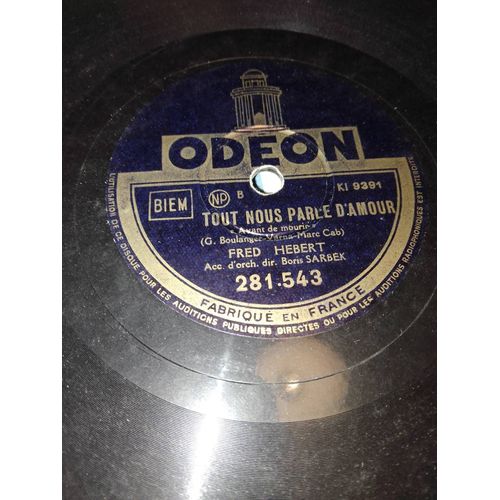 ODEON
BIEM
NP B
KI 9391
TOUT NOUS PARLE D'AMOUR
Avant de mourir
(G. Boulanger-Varna-Marc Cab)
FRED HEBERT
Acc. d'orch. dir. Boris SARBEK
281.543
FABRIQUÉ EN FRANCE
L'UTILISATION DE CE DISQUE POUR LES AUDITIONS PUBLIQUES DIRECTES OU POUR LES AUDITIONS RADIOPHONIQUES EST INTERDITE